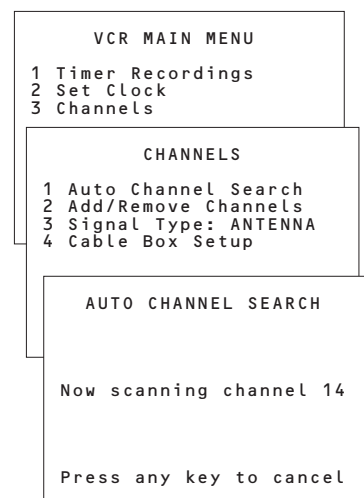 VCR MAIN MENU
1 Timer Recordings
2 Set Clock
3 Channels
CHANNELS
1 Auto Channel Search
2 Add/Remove Channels
3 Signal Type: ANTENNA
4 Cable Box Setup
AUTO CHANNEL SEARCH
Now scanning channel 14
Press any key to cancel